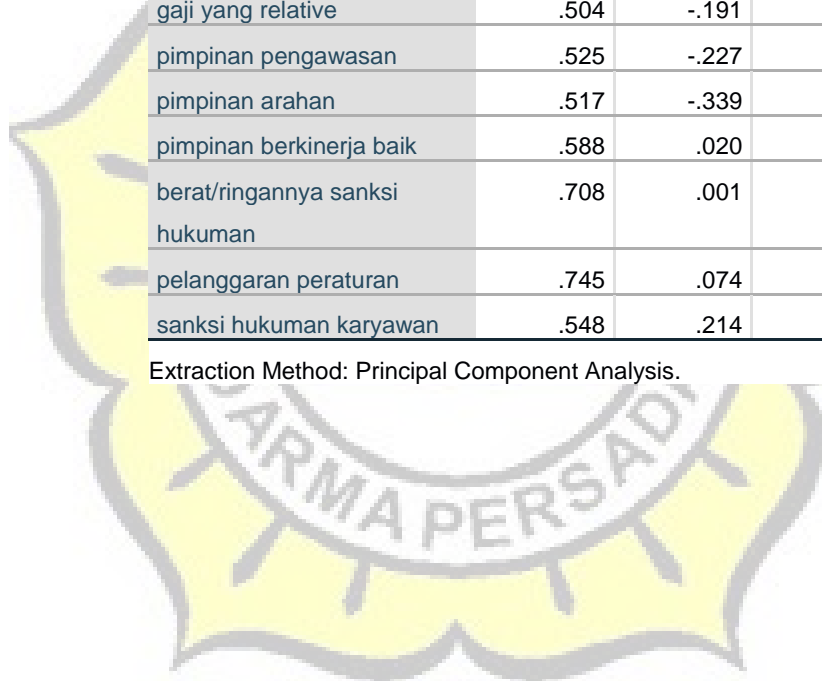 gaji yang relative .504 -.191
pimpinan pengawasan .525 -.227
pimpinan arahan .517 -.339
pimpinan berkinerja baik .588 .020
berat/ringannya sanksi .708 .001
hukuman
pelanggaran peraturan .745 .074
sanksi hukuman karyawan .548 .214
Extraction Method: Principal Component Analysis.
DARMA PERSADA